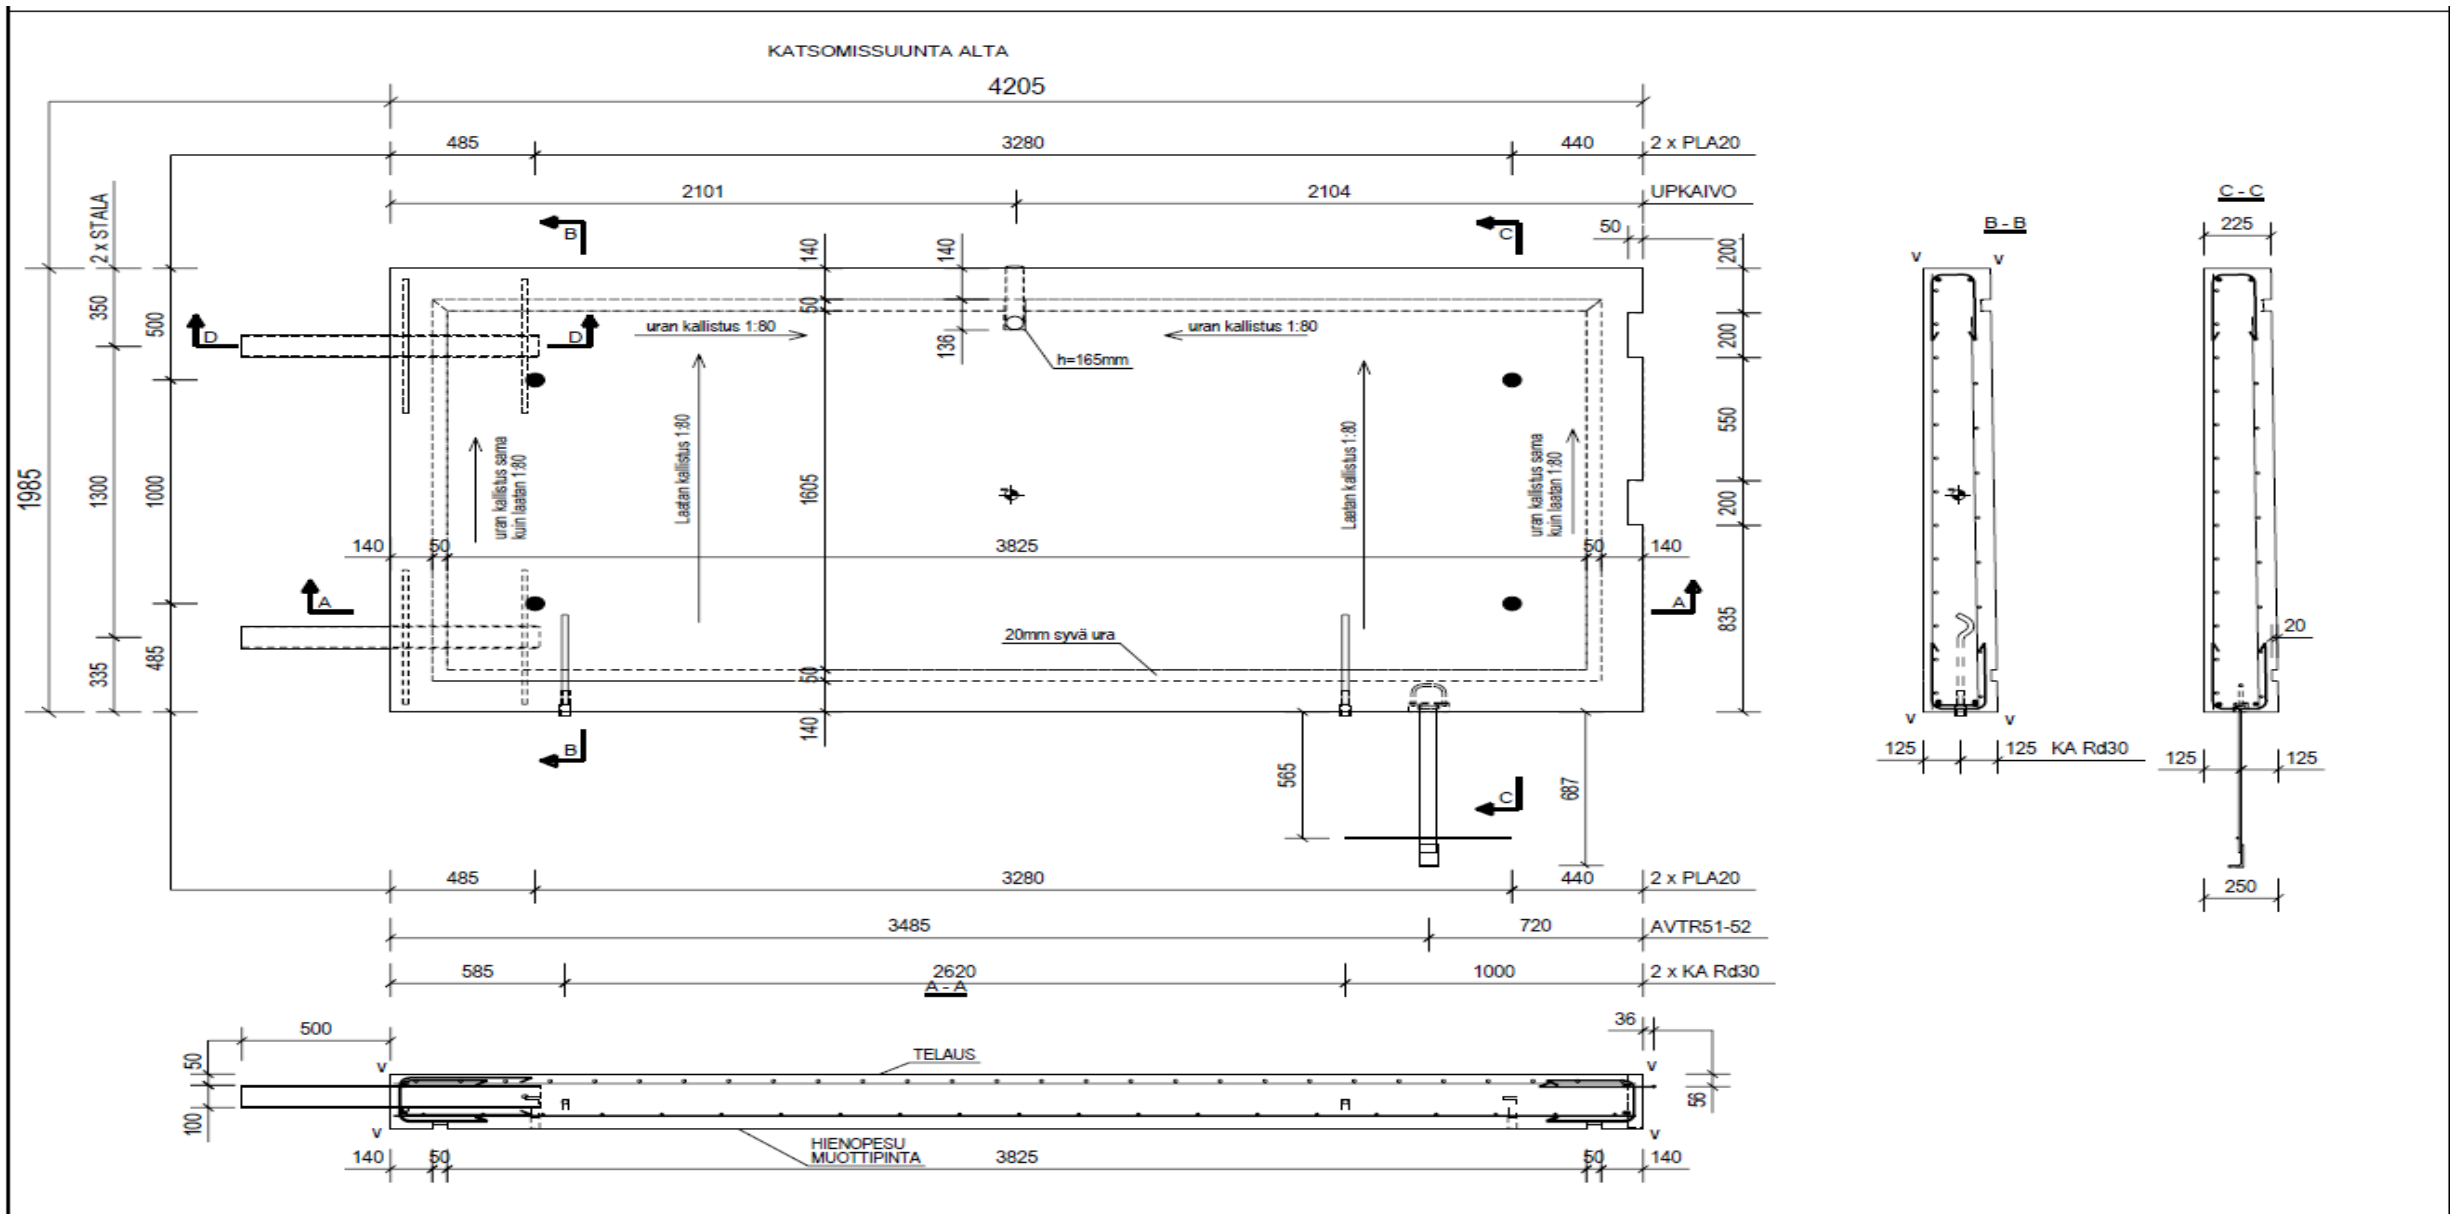 KATSOMISSUUNTA ALTA
4205
485
3280
440
2 x PLA20
2101
2104
UPKAIVO
2 x STALA
350
1300
335
1985
500
1000
485
B
C
50
200
200
550
200
835
140
50
1605
50
140
140
136
h=165mm
D
D
uran kallistus 1:80
uran kallistus 1:80
Laatan kallistus 1:80
Laatan kallistus 1:80
uran kallistus sama
kuin laatan 1:80
uran kallistus sama
kuin laatan 1:80
140
50
3825
50
140
A
A
20mm syvä ura
B
C
565
687
485
3280
440
2 x PLA20
3485
720
AVTR51-52
585
2620
1000
2 x KA Rd30
A - A
500
50
100
v
v
TELAUS
HIENOPESU
MUOTTIPINTA
36
v
v
56
140
50
3825
50
140
B - B
v
v
v
v
125
125
KA Rd30
C - C
225
20
125
125
250